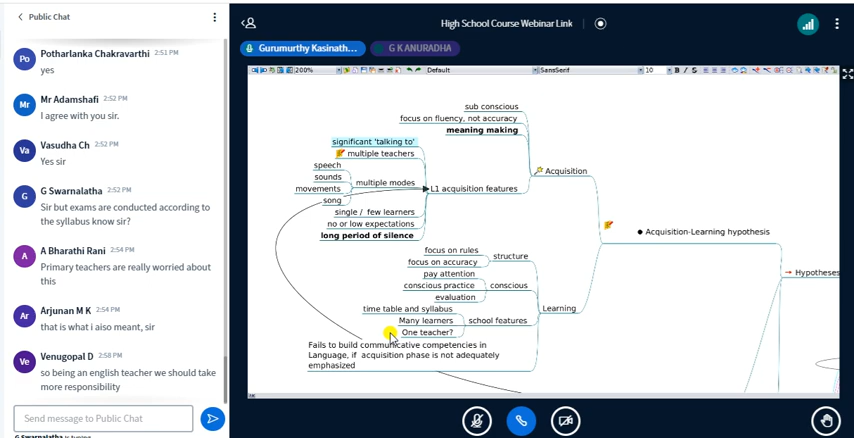 Public Chat
Po
Potharlanka Chakravarthi 2:51 PM
yes
Mr
Mr Adamshafi 2:52 PM
I agree with you sir.
Va
Vasudha Ch 2:52 PM
Yes sir
G
G Swarnalatha 2:52 PM
Sir but exams are conducted according to
the syllabus know sir?
A
A Bharathi Rani 2:54 PM
Primary teachers are really worried about
this
Ar
Arjunan M K 2:54 PM
that is what i aiso meant, sir
Ve
Venugopal D 2:58 PM
so being an english teacher we should take
more responsibility
Send message to Public Chat
G Swarnalatha is typing
High School Course Webinar Link
Gurumurthy Kasinath...
G K ANURADHA
200%
Default
SansSerif
10
B I S
sub conscious
focus on fluency, not accuracy
meaning making
Acquisition
significant 'talking to'
multiple teachers
speech
sounds
movements
song
multiple modes
L1 acquisition features
single / few learners
no or low expectations
long period of silence
Acquisition-Learning hypothesis
Hypotheses
focus on rules
focus on accuracy
structure
pay attention
conscious practice
evaluation
conscious
Learning
time table and syllabus
Many learners
One teacher?
school features
Fails to build communicative competencies in
Language, if acquisition phase is not adequately
emphasized